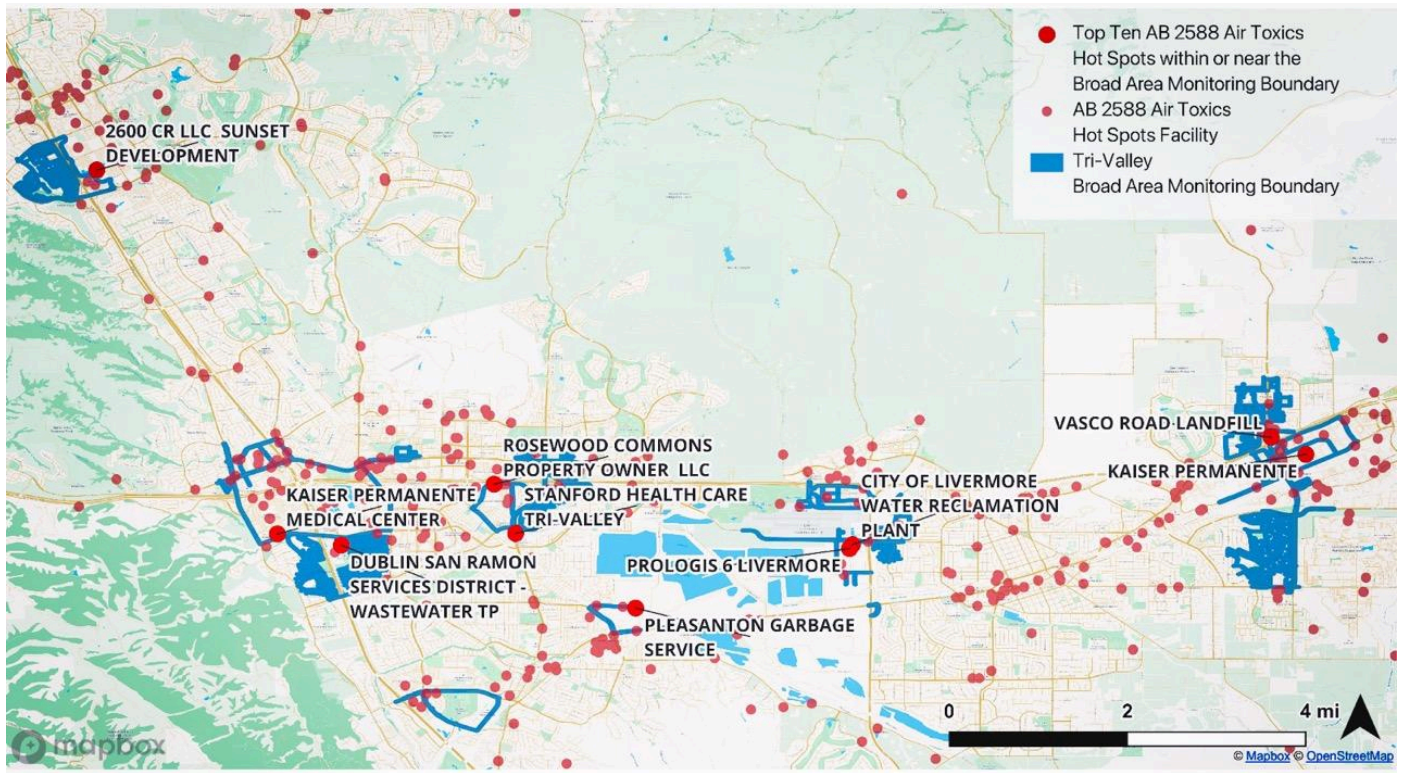 Top Ten AB 2588 Air Toxics
Hot Spots within or near the
Broad Area Monitoring Boundary
AB 2588 Air Toxics
Hot Spots Facility
Tri-Valley
Broad Area Monitoring Boundary
2600 CR LLC SUNSET
DEVELOPMENT
VASCO ROAD LANDFILL
KAISER PERMANENTE
ROSEWOOD COMMONS
PROPERTY OWNER LLC
STANFORD HEALTH CARE
TRI-VALLEY
KAISER PERMANENTE
MEDICAL CENTER
CITY OF LIVERMORE
WATER RECLAMATION
PLANT
PROLOGIS 6 LIVERMORE
DUBLIN SAN RAMON
SERVICES DISTRICT -
WASTEWATER TP
PLEASANTON GARBAGE
SERVICE
0 2 4 mi
mapbox
© Mapbox © OpenStreetMap